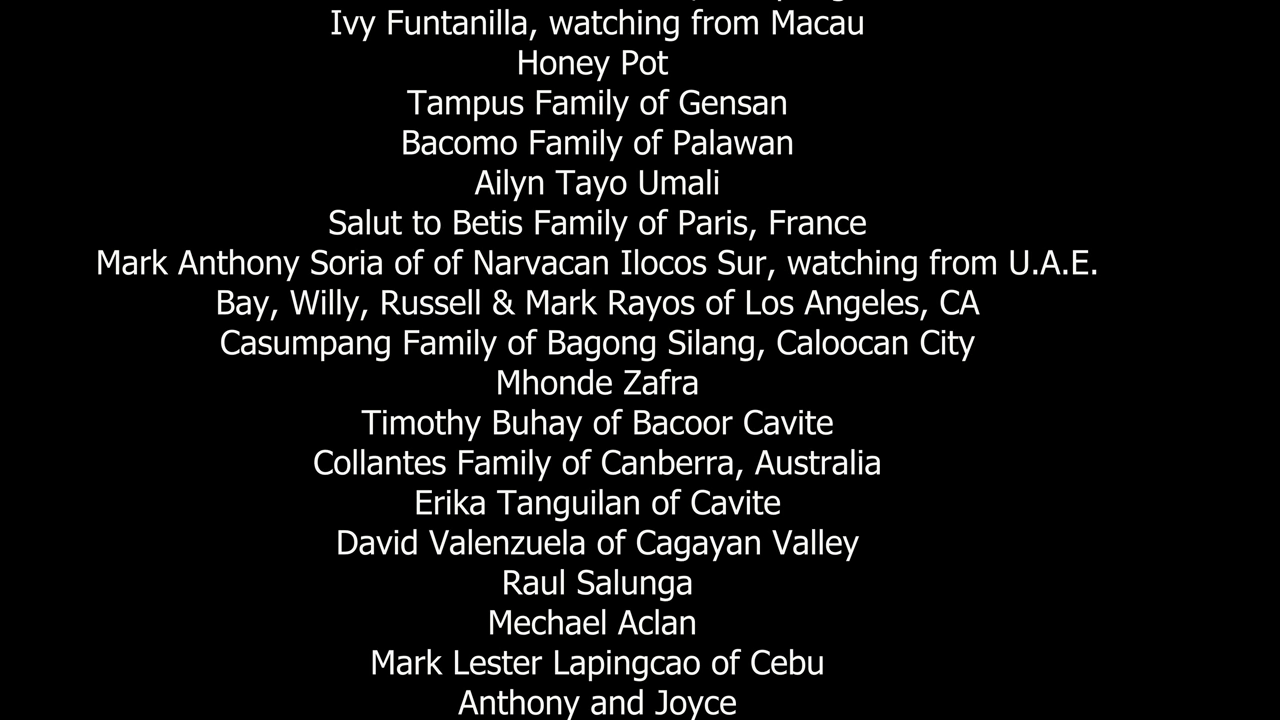 Ivy Funtanilla, watching from Macau
Honey Pot
Tampus Family of Gensan
Bacomo Family of Palawan
Ailyn Tayo Umali
Salut to Betis Family of Paris, France
Mark Anthony Soria of of Narvacan Ilocos Sur, watching from U.A.E.
Bay, Willy, Russell & Mark Rayos of Los Angeles, CA
Casumpang Family of Bagong Silang, Caloocan City
Mhonde Zafra
Timothy Buhay of Bacoor Cavite
Collantes Family of Canberra, Australia
Erika Tanguilan of Cavite
David Valenzuela of Cagayan Valley
Raul Salunga
Mechael Aclan
Mark Lester Lapingcao of Cebu
Anthony and Joyce